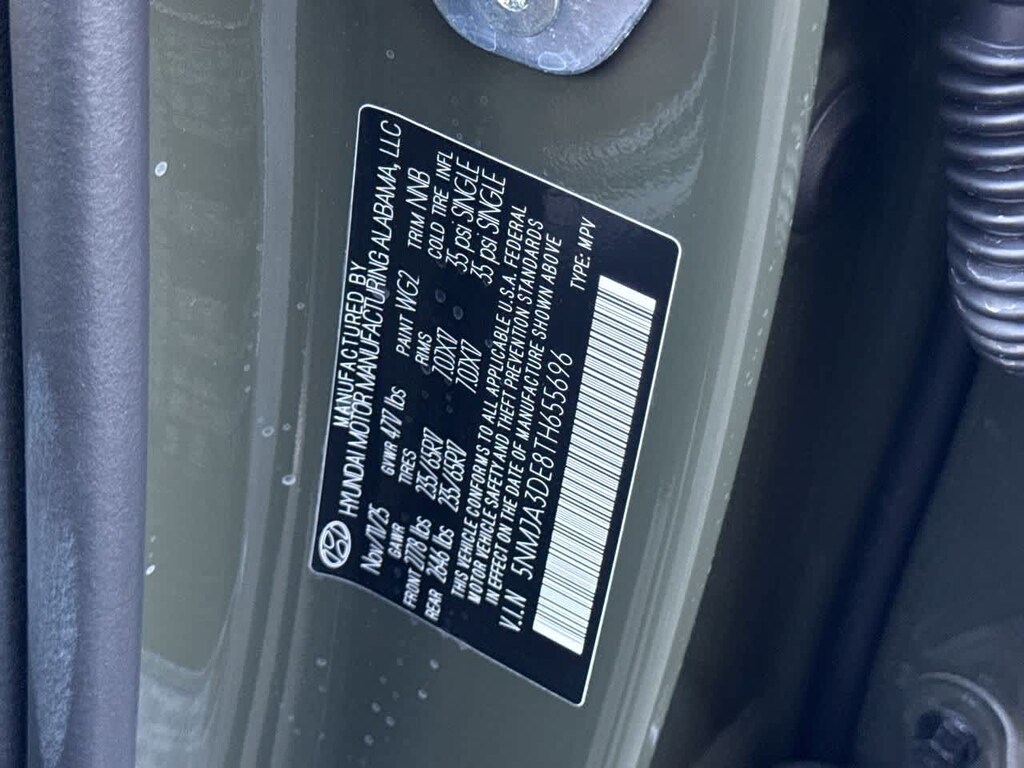 MANUFACTURED BY
HYUNDAI MOTOR MANUFACTURING ALABAMA, LLC
Nov/10/25 GVWR 4717 lbs PAINT WG2 TRIM NNB
GAWR TIRES RIMS COLD TIRE INFL
FRONT 2778 lbs 235/65R17 7.0JX17 35 psi SINGLE
REAR 2646 lbs 235/65R17 7.0JX17 35 psi SINGLE
THIS VEHICLE CONFORMS TO ALL APPLICABLE U.S.A. FEDERAL
MOTOR VEHICLE SAFETY AND THEFT PREVENTION STANDARDS
IN EFFECT ON THE DATE OF MANUFACTURE SHOWN ABOVE
V.I.N 5NMJA3DE8TH655696 TYPE: MPV